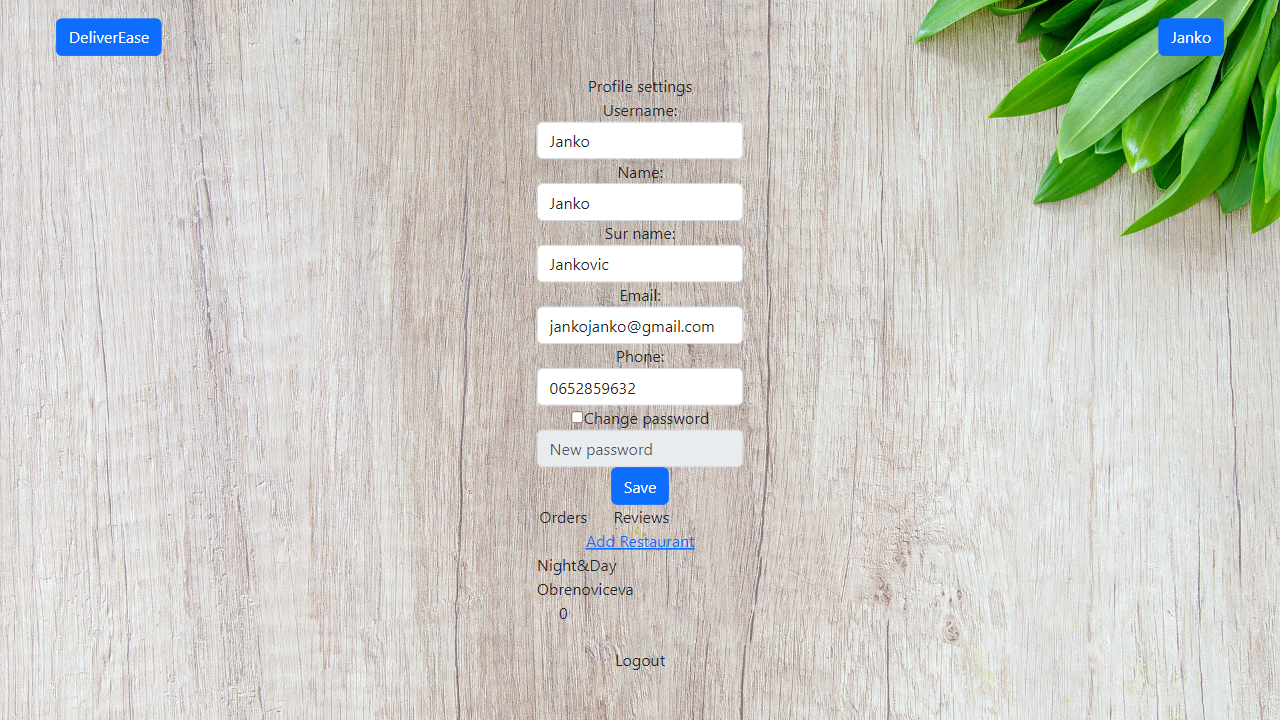 DeliverEase
Janko
Profile settings
Username:
Janko
Name:
Janko
Sur name:
Jankovic
Email:
jankojanko@gmail.com
Phone:
0652859632
Change password
New password
Save
Orders Reviews
Add Restaurant
Night&Day
Obrenoviceva
0
Logout